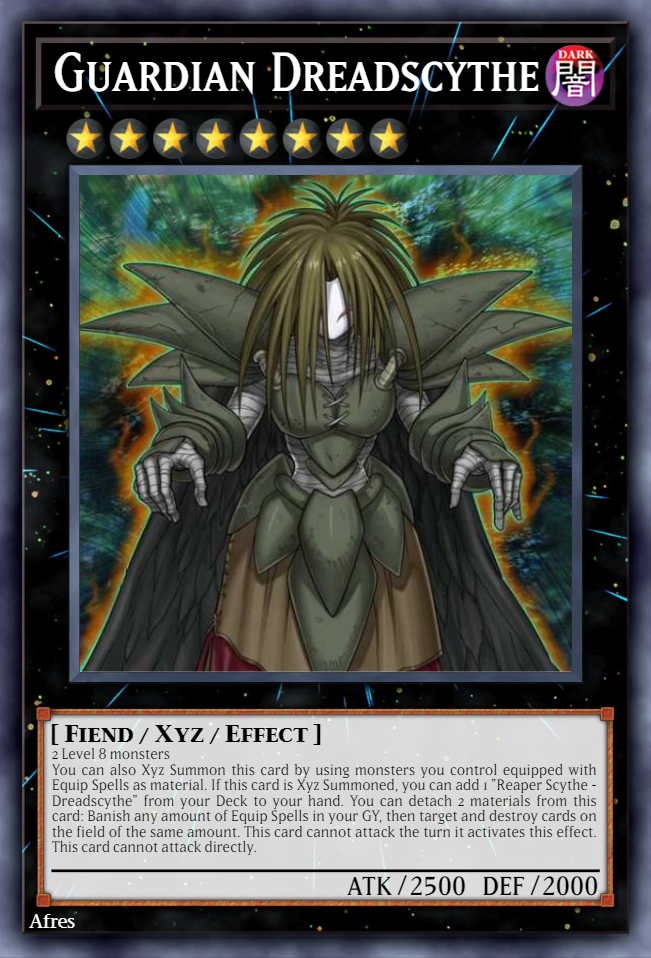 Guardian Dreadscythe
DARK
闇
[ Fiend / Xyz / Effect ]
2 Level 8 monsters
You can also Xyz Summon this card by using monsters you control equipped with
Equip Spells as material. If this card is Xyz Summoned, you can add 1 "Reaper Scythe -
Dreadscythe" from your Deck to your hand. You can detach 2 materials from this
card: Banish any amount of Equip Spells in your GY, then target and destroy cards on
the field of the same amount. This card cannot attack the turn it activates this effect.
This card cannot attack directly.
ATK / 2500 DEF / 2000
Afres